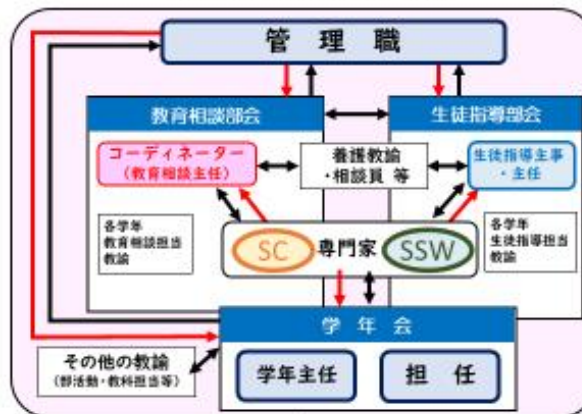 管理職
教育相談部会
生徒指導部会
コーディネーター
(教育相談主任)
養護教諭
・相談員 等
生徒指導主事
・主任
各学年
教育相談担当
教諭
SC
専門家
SSW
各学年
生徒指導担当
教諭
学年会
学年主任
担任
その他の教諭
(部活動・教科担当等)